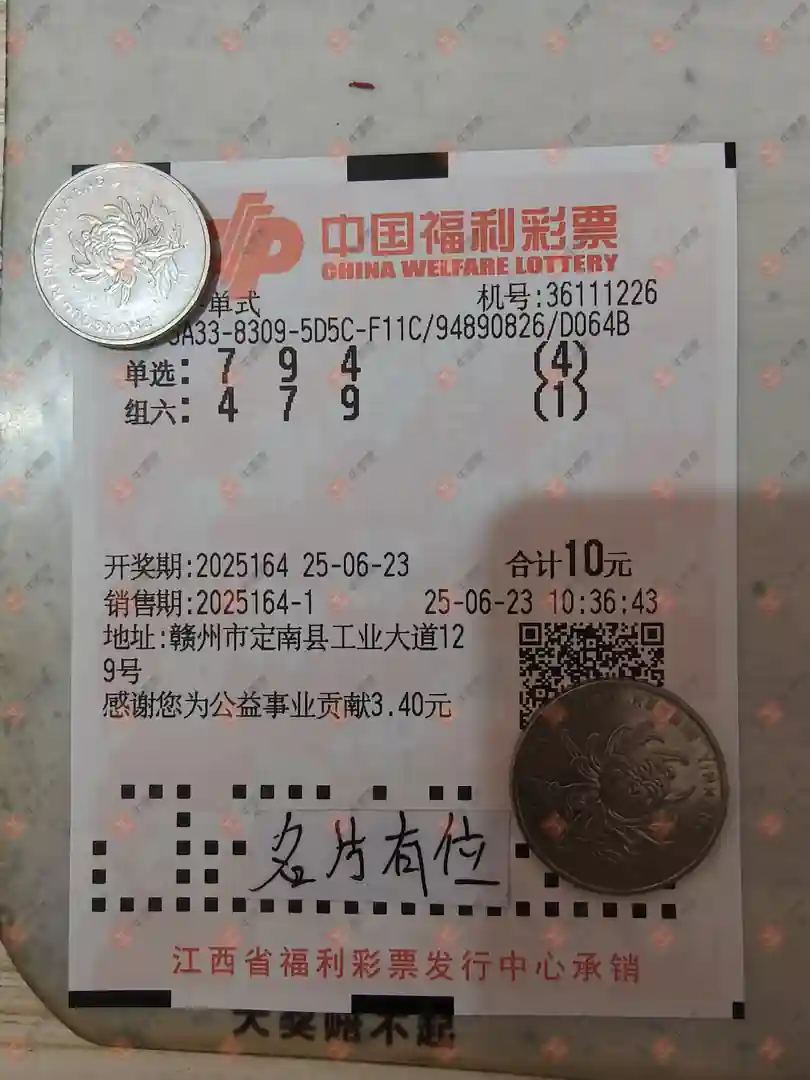 中国福利彩票
CHINA WELFARE LOTTERY
单式 机号:36111226
A33-8309-5D5C-F11C/94890826/D064B
单选: 7 9 4 (4)
组六: 4 7 9 (1)
开奖期:2025164 25-06-23 合计10元
销售期:2025164-1 25-06-23 10:36:43
地址:赣州市定南县工业大道12
9号
感谢您为公益事业贡献3.40元
名片有位
江西省福利彩票发行中心承销